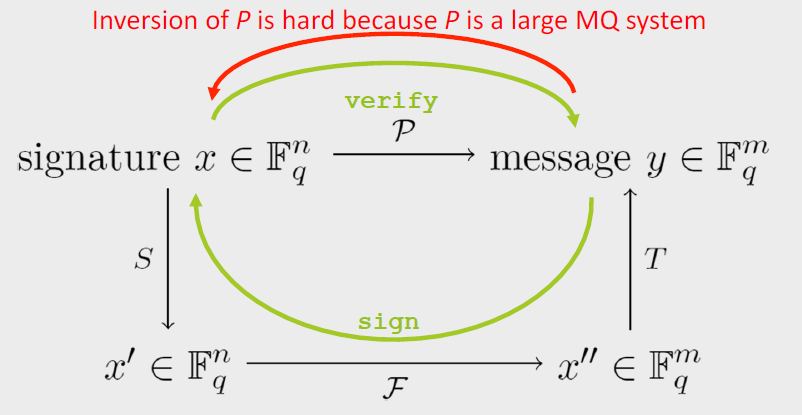 Inversion of P is hard because P is a large MQ system
verify
𝒫
signature x ∈ 𝔽_q^n
message y ∈ 𝔽_q^m
S
T
sign
x′ ∈ 𝔽_q^n
x″ ∈ 𝔽_q^m
ℱ